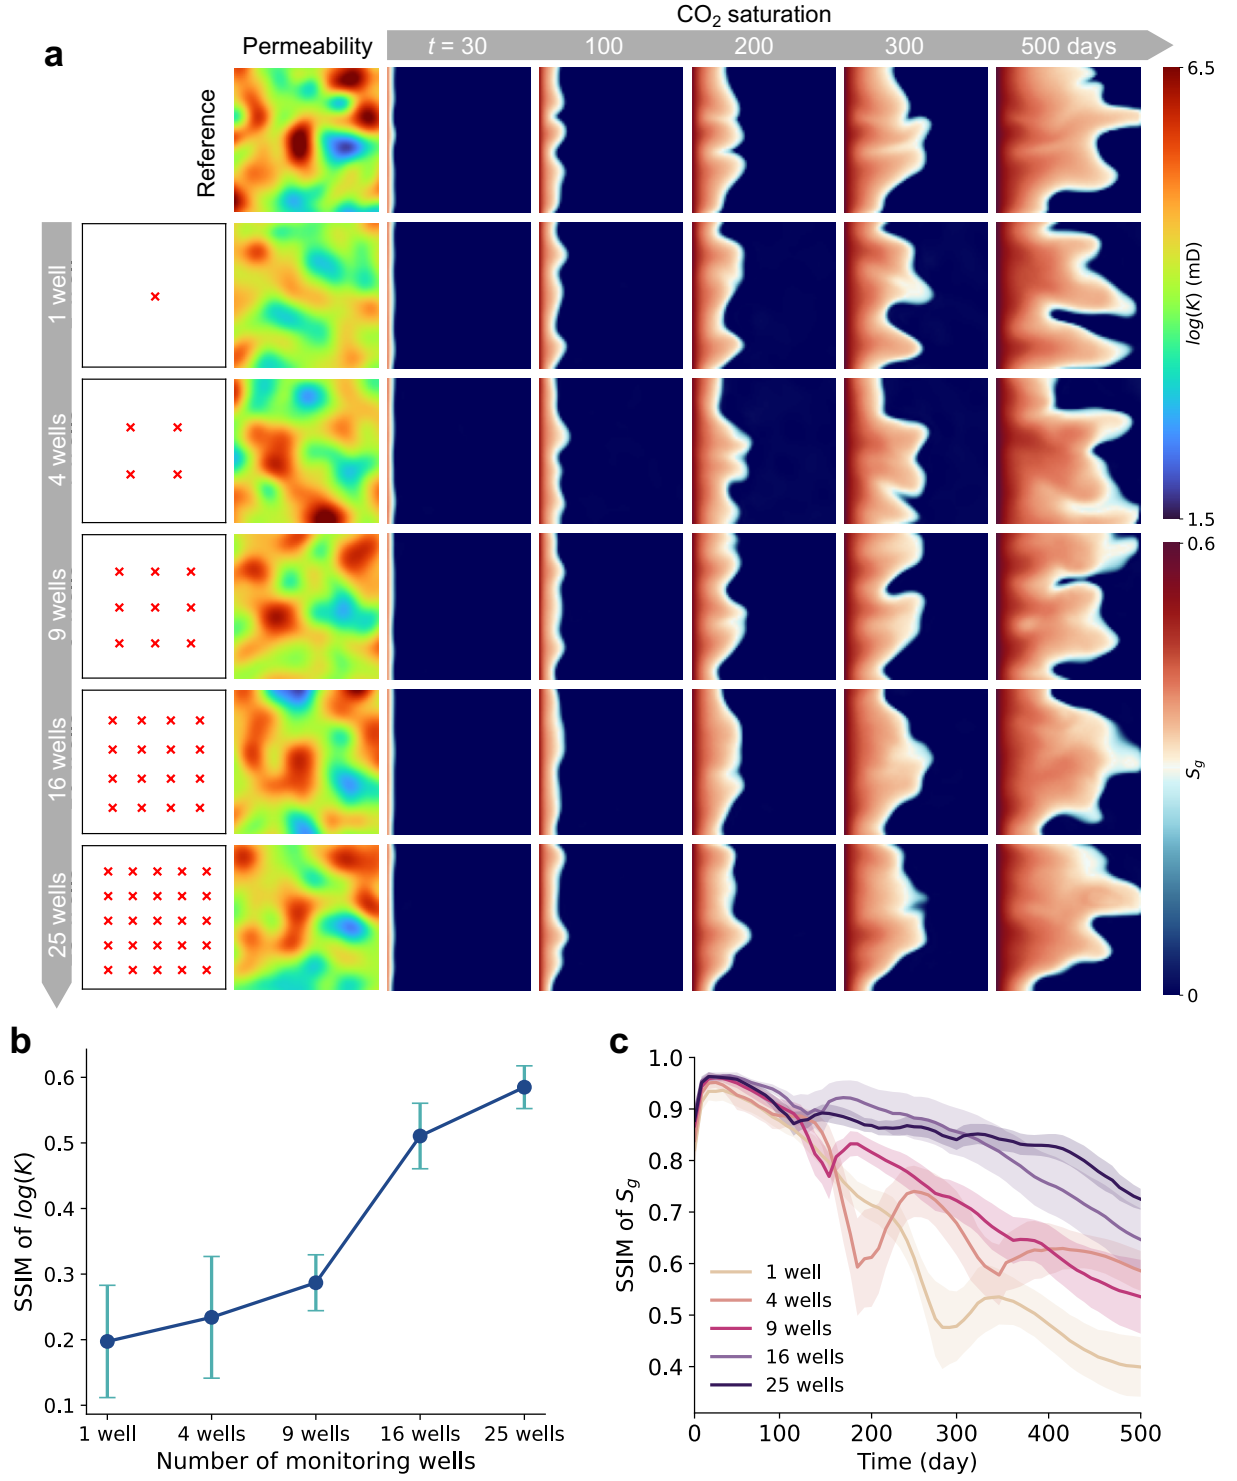 CO₂ saturation
a
Permeability
t = 30
100
200
300
500 days
Reference
1 well
4 wells
9 wells
16 wells
25 wells
6.5
log(K) (mD)
1.5
0.6
S_g
0
b
SSIM of log(K)
0.6
0.5
0.4
0.3
0.2
0.1
1 well
4 wells
9 wells
16 wells
25 wells
Number of monitoring wells
c
SSIM of S_g
1.0
0.9
0.8
0.7
0.6
0.5
0.4
1 well
4 wells
9 wells
16 wells
25 wells
0
100
200
300
400
500
Time (day)